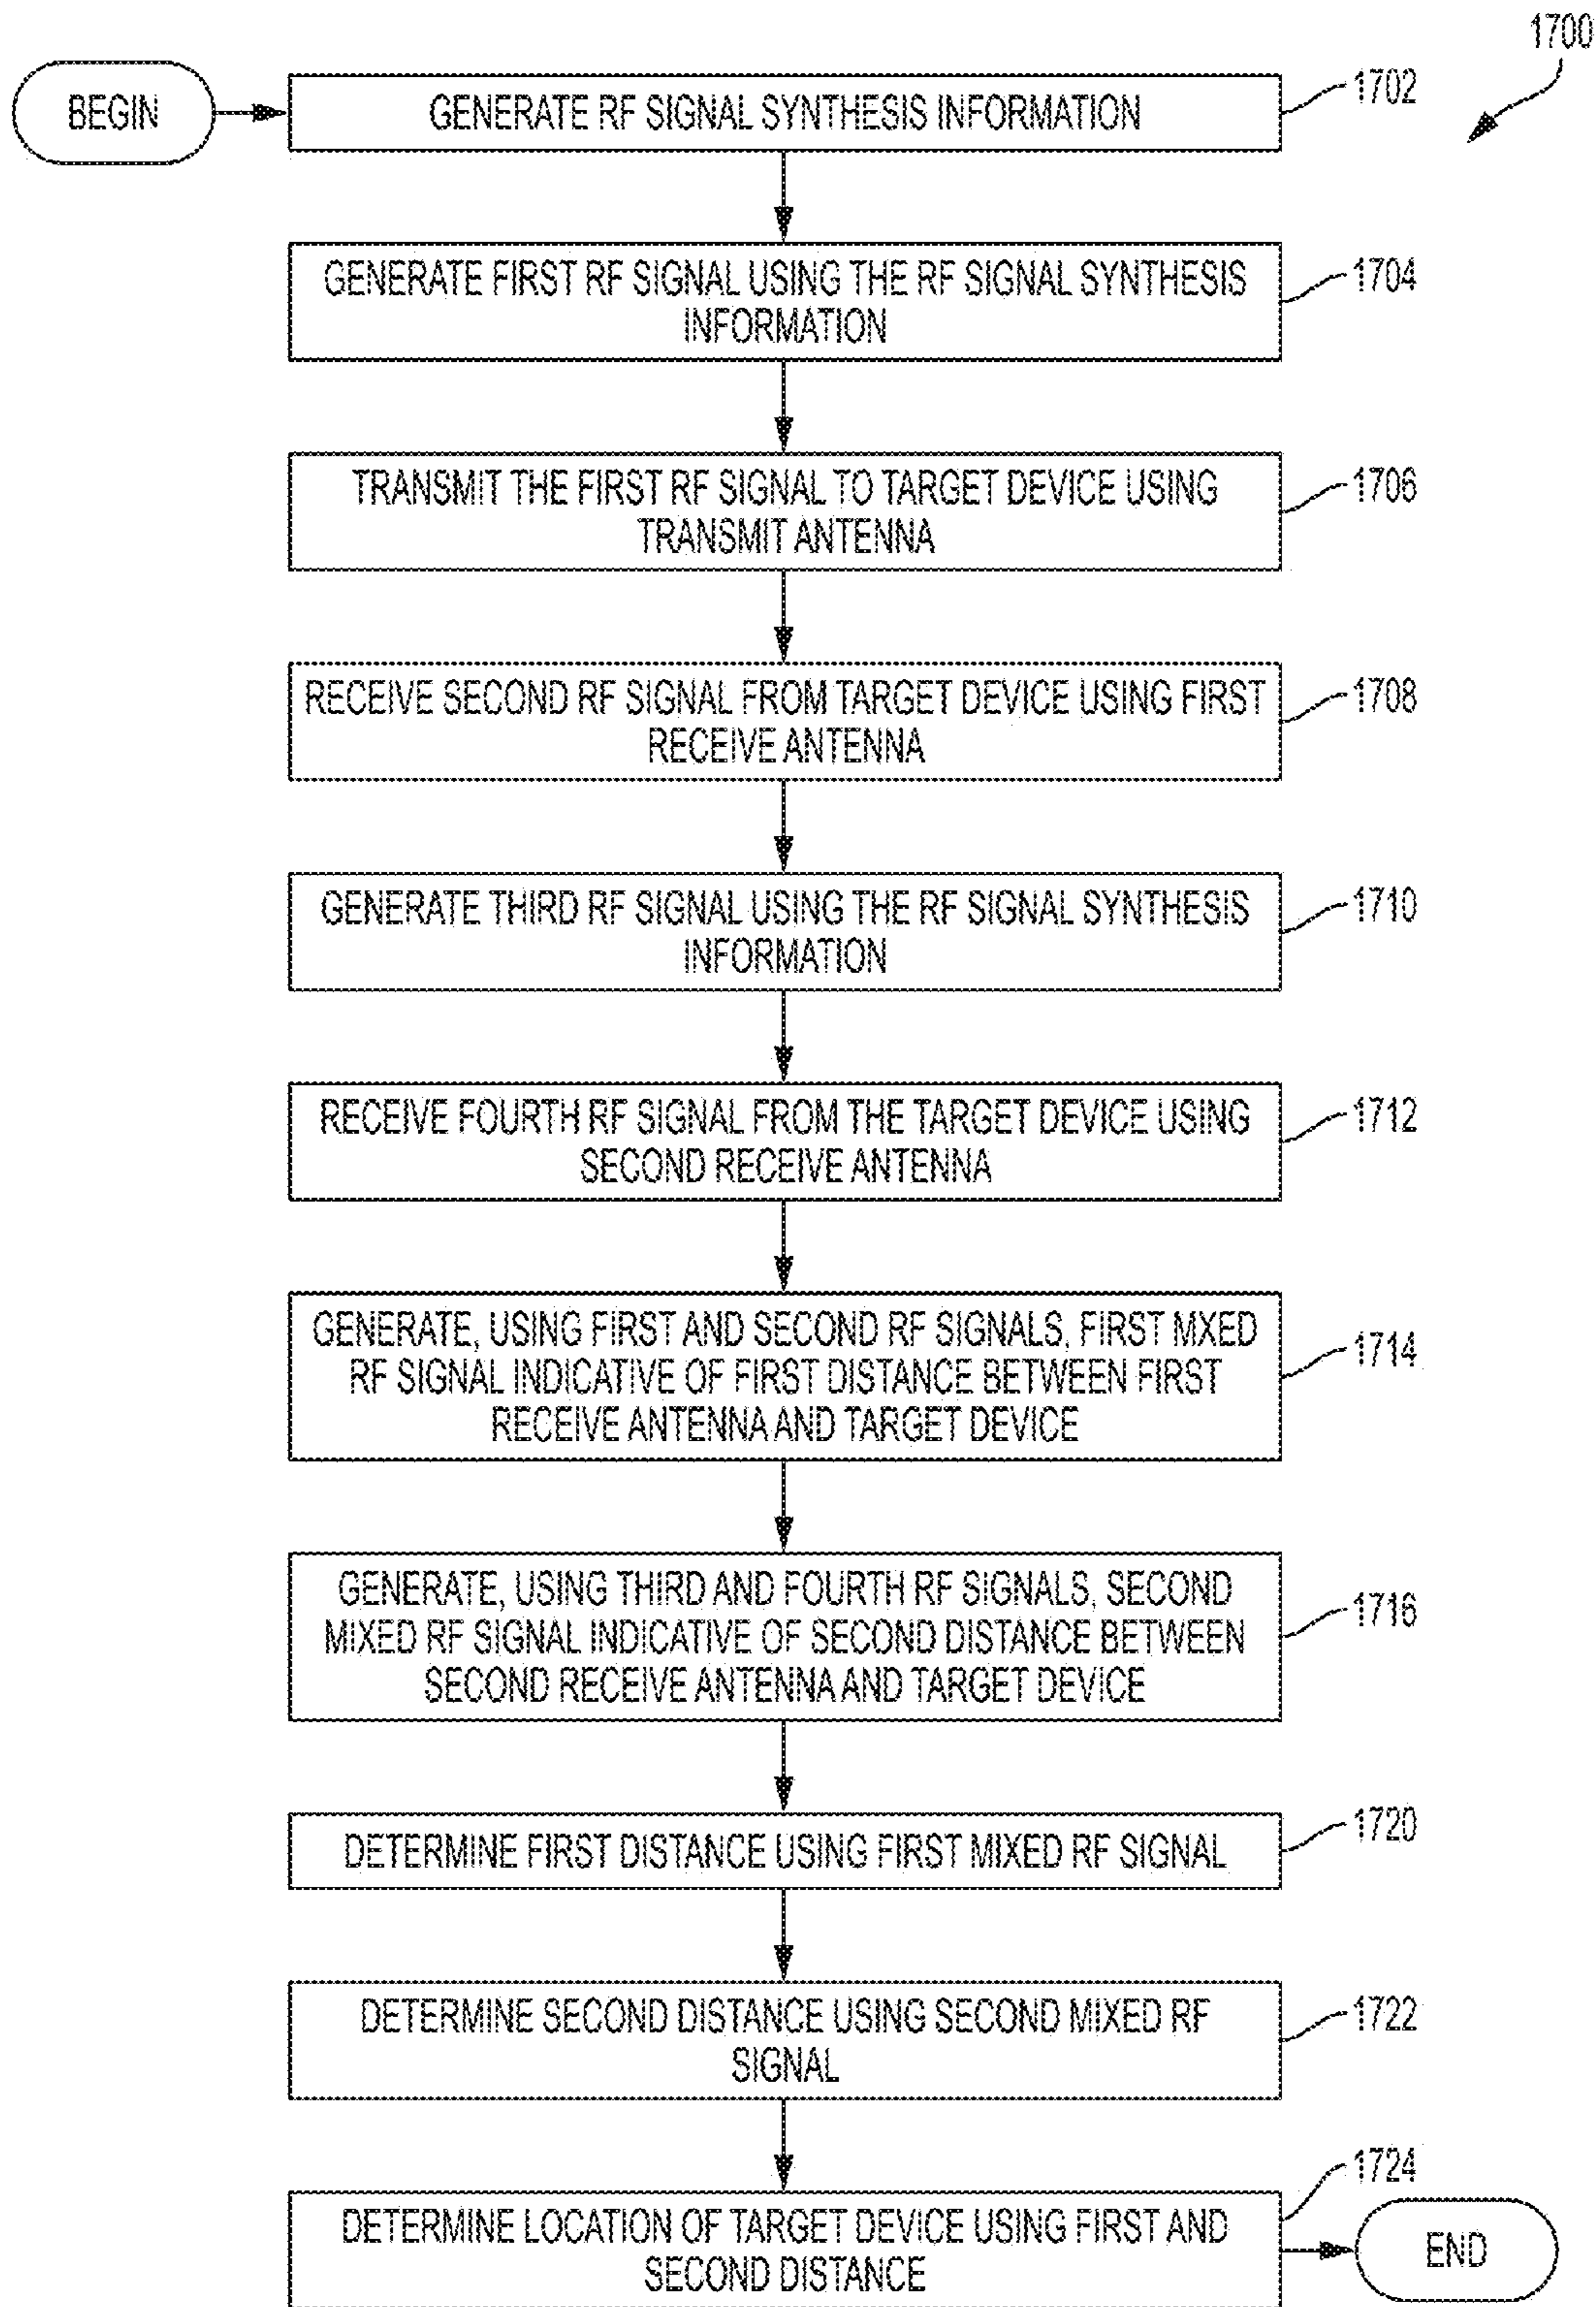 1700
BEGIN
GENERATE RF SIGNAL SYNTHESIS INFORMATION
1702
GENERATE FIRST RF SIGNAL USING THE RF SIGNAL SYNTHESIS
INFORMATION
1704
TRANSMIT THE FIRST RF SIGNAL TO TARGET DEVICE USING
TRANSMIT ANTENNA
1706
RECEIVE SECOND RF SIGNAL FROM TARGET DEVICE USING FIRST
RECEIVE ANTENNA
1708
GENERATE THIRD RF SIGNAL USING THE RF SIGNAL SYNTHESIS
INFORMATION
1710
RECEIVE FOURTH RF SIGNAL FROM THE TARGET DEVICE USING
SECOND RECEIVE ANTENNA
1712
GENERATE, USING FIRST AND SECOND RF SIGNALS, FIRST MXED
RF SIGNAL INDICATIVE OF FIRST DISTANCE BETWEEN FIRST
RECEIVE ANTENNA AND TARGET DEVICE
1714
GENERATE, USING THIRD AND FOURTH RF SIGNALS, SECOND
MIXED RF SIGNAL INDICATIVE OF SECOND DISTANCE BETWEEN
SECOND RECEIVE ANTENNA AND TARGET DEVICE
1716
DETERMINE FIRST DISTANCE USING FIRST MIXED RF SIGNAL
1720
DETERMINE SECOND DISTANCE USING SECOND MIXED RF
SIGNAL
1722
DETERMINE LOCATION OF TARGET DEVICE USING FIRST AND
SECOND DISTANCE
1724
END